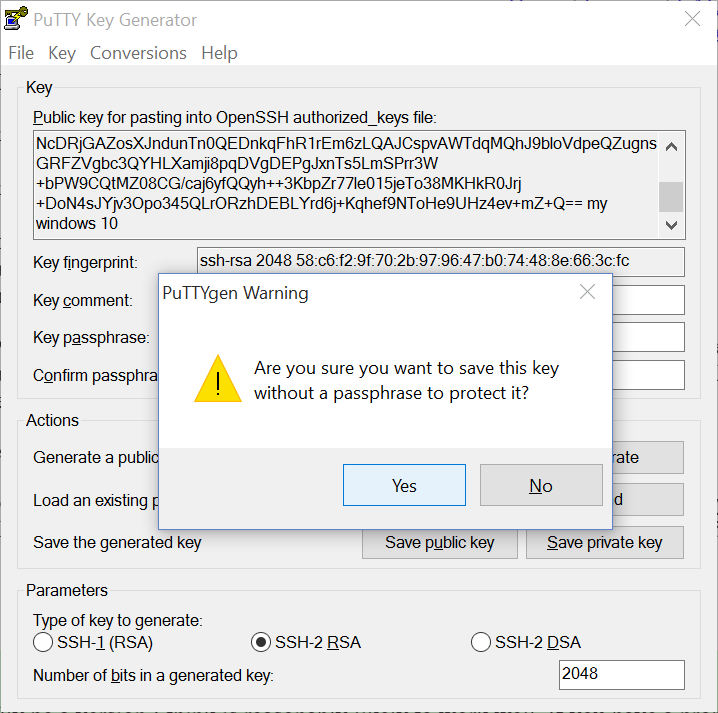 PuTTY Key Generator
File Key Conversions Help
Key
Public key for pasting into OpenSSH authorized_keys file:
NcDRjGAZosXJndunTn0QEDnkqFhR1rEm6zLQAJCspvAWTdqMQhJ9bloVdpeQZugns
GRFZVgbc3QYHLXamji8pqDVgDEPgJxnTs5LmSPrr3W
+bPW9CQtMZ08CG/caj6yfQQyh++3KbpZr77le015jeTo38MKHkR0Jrj
+DoN4sJYjv3Opo345QLrORzhDEBLYrd6j+Kqhef9NToHe9UHz4ev+mZ+Q== my
windows 10
Key fingerprint:
ssh-rsa 2048 58:c6:f2:9f:70:2b:97:96:47:b0:74:48:8e:66:3c:fc
Key comment:
Key passphrase:
Confirm passphra
PuTTYgen Warning
Are you sure you want to save this key
without a passphrase to protect it?
Yes
No
Actions
Generate a public
rate
Load an existing p
d
Save the generated key
Save public key
Save private key
Parameters
Type of key to generate:
SSH-1 (RSA)
SSH-2 RSA
SSH-2 DSA
Number of bits in a generated key:
2048